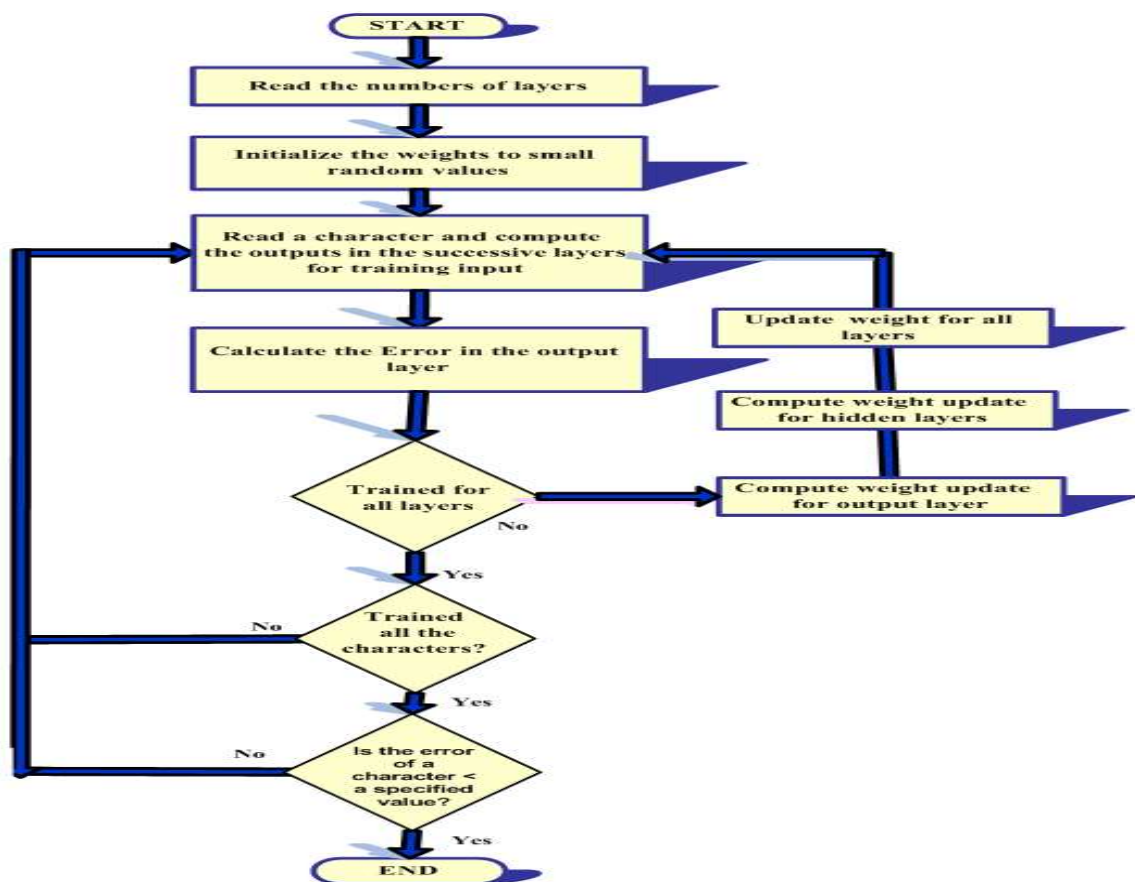 START
Read the numbers of layers
Initialize the weights to small
random values
Read a character and compute
the outputs in the successive layers
for training input
Calculate the Error in the output
layer
Trained for
all layers
No
Compute weight update
for output layer
Compute weight update
for hidden layers
Update weight for all
layers
Yes
Trained
all the
characters?
No
Yes
Is the error
of a
character <
a specified
value?
No
Yes
END